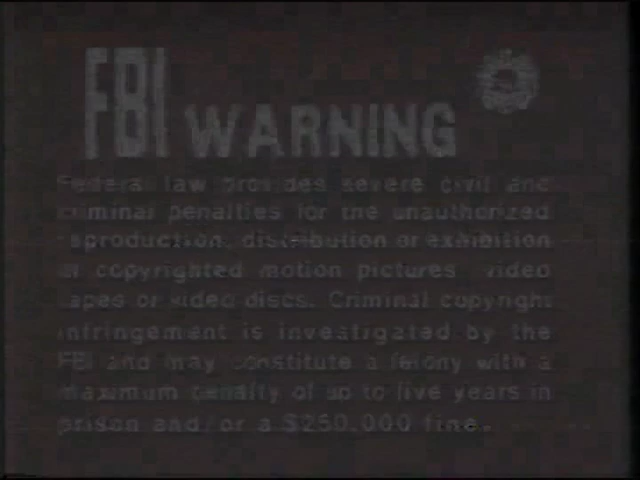 FBI WARNING
Federal law provides severe civil and
criminal penalties for the unauthorized
reproduction, distribution or exhibition
of copyrighted motion pictures, video
tapes or video discs. Criminal copyright
infringement is investigated by the
FBI and may constitute a felony with a
maximum penalty of up to five years in
prison and/or a $250,000 fine.